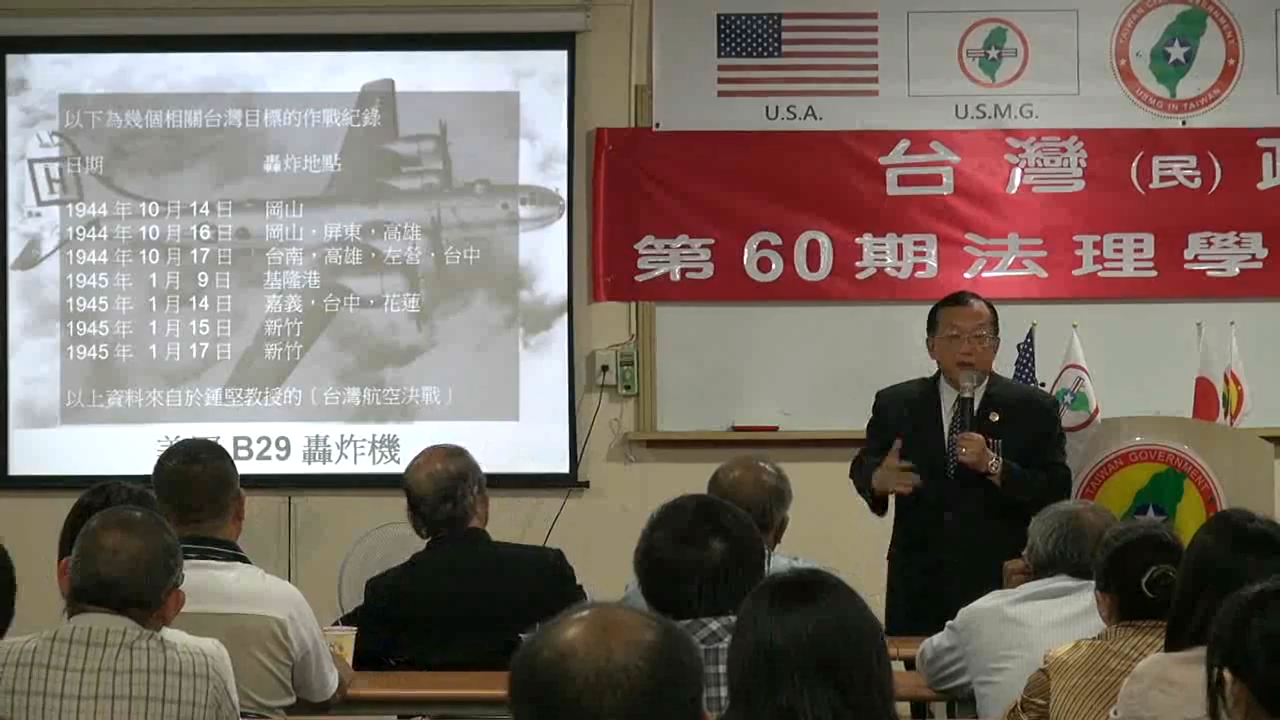 以下為幾個相關台灣目標的作戰紀錄
日期 轟炸地點
1944 年 10 月 14 日 岡山
1944 年 10 月 16 日 岡山，屏東，高雄
1944 年 10 月 17 日 台南，高雄，左營，台中
1945 年 1 月 9 日 基隆港
1945 年 1 月 14 日 嘉義，台中，花蓮
1945 年 1 月 15 日 新竹
1945 年 1 月 17 日 新竹
以上資料來自於鍾堅教授的〔台灣航空決戰〕
B29 轟炸機
U.S.A.
U.S.M.G.
TAIWAN CIVIL GOVERNMENT
USMG IN TAIWAN
台灣（民）政
第60期法理學
TAIWAN GOVERNMENT